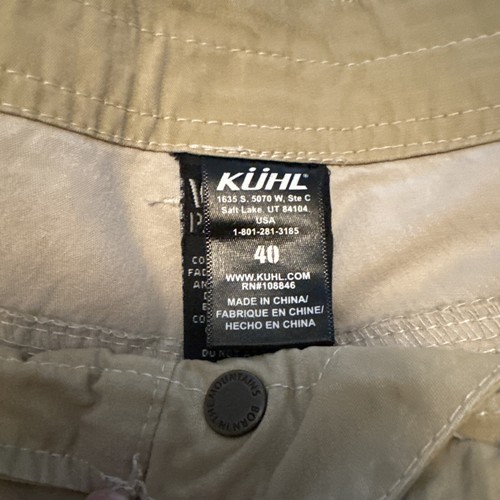 KÜHL
1635 S. 5070 W, Ste C
Salt Lake, UT 84104
USA
1-801-281-3185
40
WWW.KUHL.COM
RN#108846
MADE IN CHINA/
FABRIQUE EN CHINE/
HECHO EN CHINA
BORN IN THE MOUNTAINS